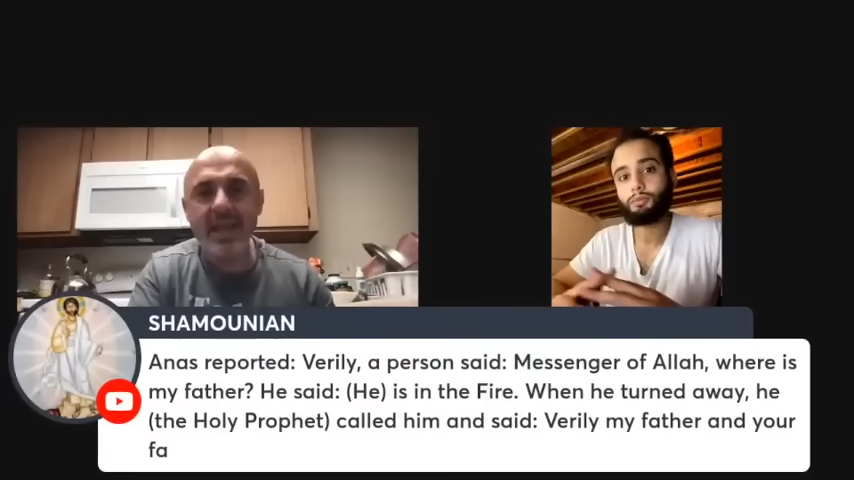 SHAMOUNIAN
Anas reported: Verily, a person said: Messenger of Allah, where is
my father? He said: (He) is in the Fire. When he turned away, he
(the Holy Prophet) called him and said: Verily my father and your
fa